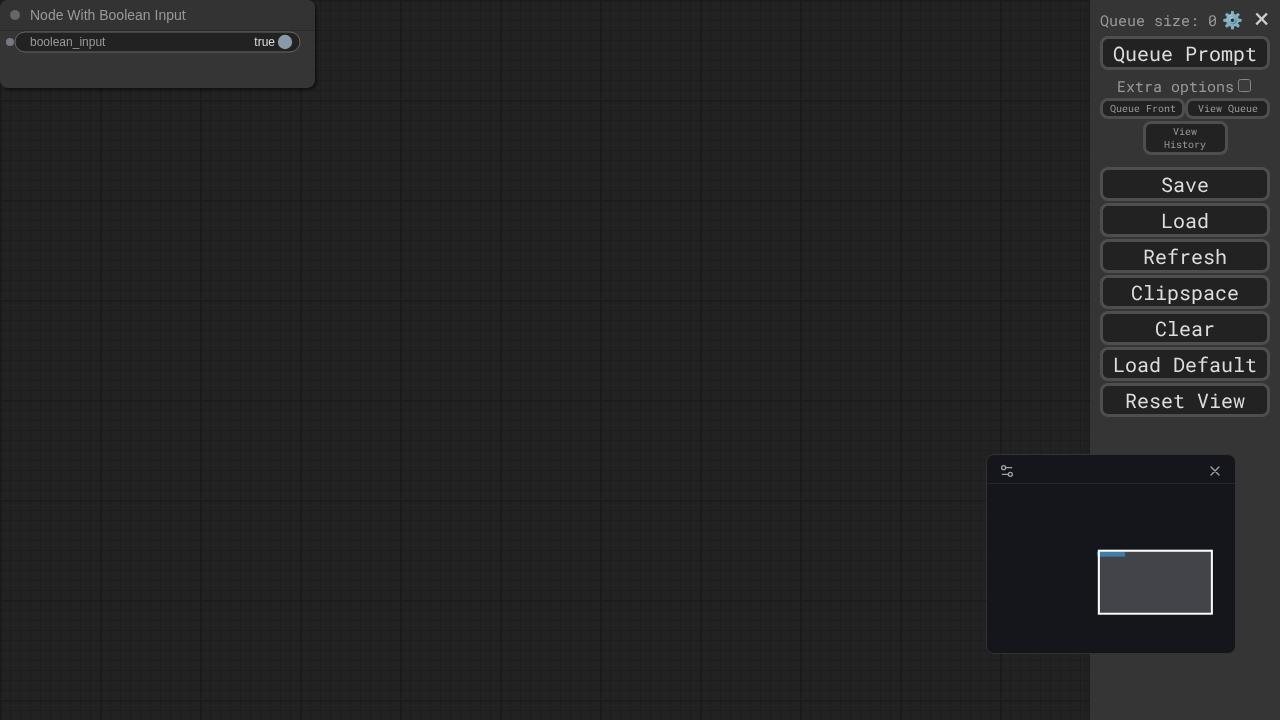 Node With Boolean Input
boolean_input true
Queue size: 0
Queue Prompt
Extra options
Queue Front
View Queue
View
History
Save
Load
Refresh
Clipspace
Clear
Load Default
Reset View